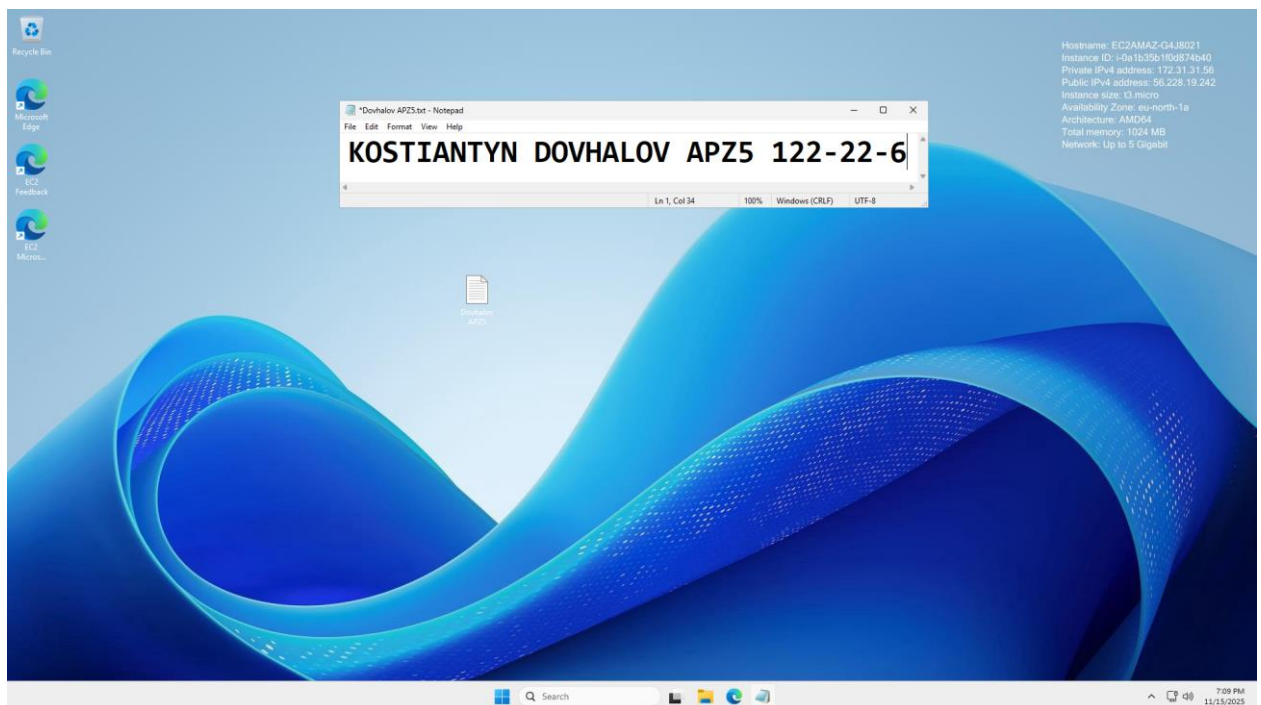 Recycle Bin
Microsoft
Edge
EC2
Feedback
EC2
Micros...
*Dovhalov APZ5.txt - Notepad
File Edit Format View Help
KOSTIANTYN DOVHALOV APZ5 122-22-6
Ln 1, Col 34 100% Windows (CRLF) UTF-8
Dovhalov
APZ5
Hostname: EC2AMAZ-G4J8021
Instance ID: i-0a1b35b1f0d874b40
Private IPv4 address: 172.31.31.56
Public IPv4 address: 56.228.19.242
Instance size: t3.micro
Availability Zone: eu-north-1a
Architecture: AMD64
Total memory: 1024 MB
Network: Up to 5 Gigabit
Search
7:09 PM
11/15/2025